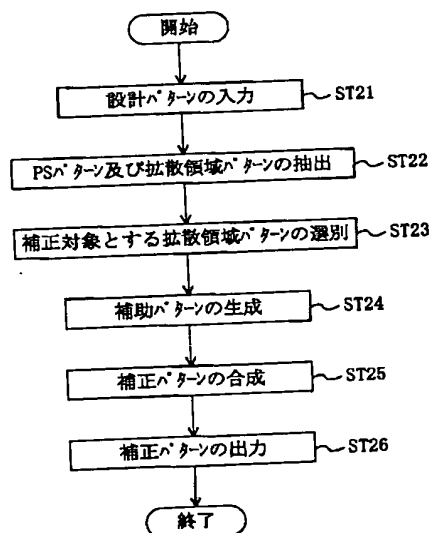 開始
設計ﾊﾟﾀｰﾝの入力
ST21
PSﾊﾟﾀｰﾝ及び拡散領域ﾊﾟﾀｰﾝの抽出
ST22
補正対象とする拡散領域ﾊﾟﾀｰﾝの選別
ST23
補助ﾊﾟﾀｰﾝの生成
ST24
補正ﾊﾟﾀｰﾝの合成
ST25
補正ﾊﾟﾀｰﾝの出力
ST26
終了